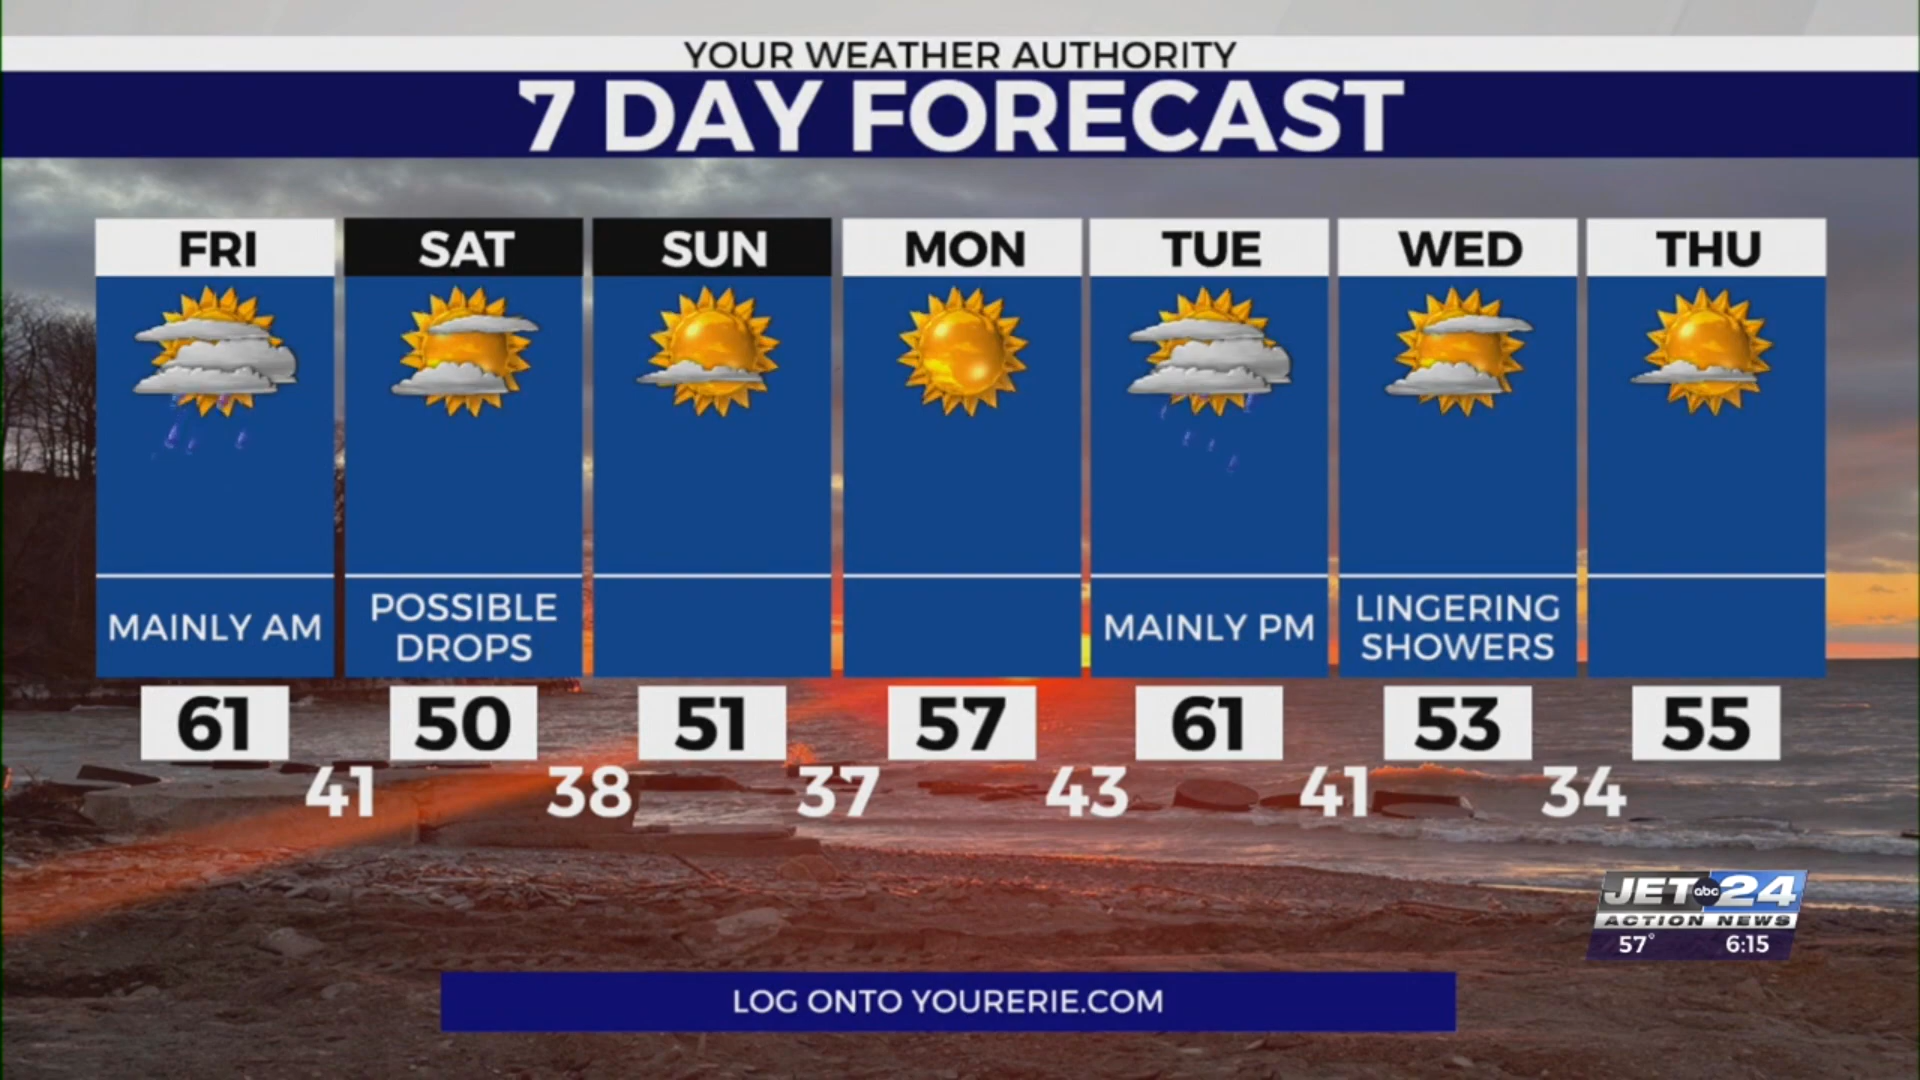 YOUR WEATHER AUTHORITY
7 DAY FORECAST
FRI SAT SUN MON TUE WED THU
MAINLY AM
POSSIBLE
DROPS
MAINLY PM
LINGERING
SHOWERS
61 50 51 57 61 53 55
41 38 37 43 41 34
JET abc 24
ACTION NEWS
57° 6:15
LOG ONTO YOURERIE.COM